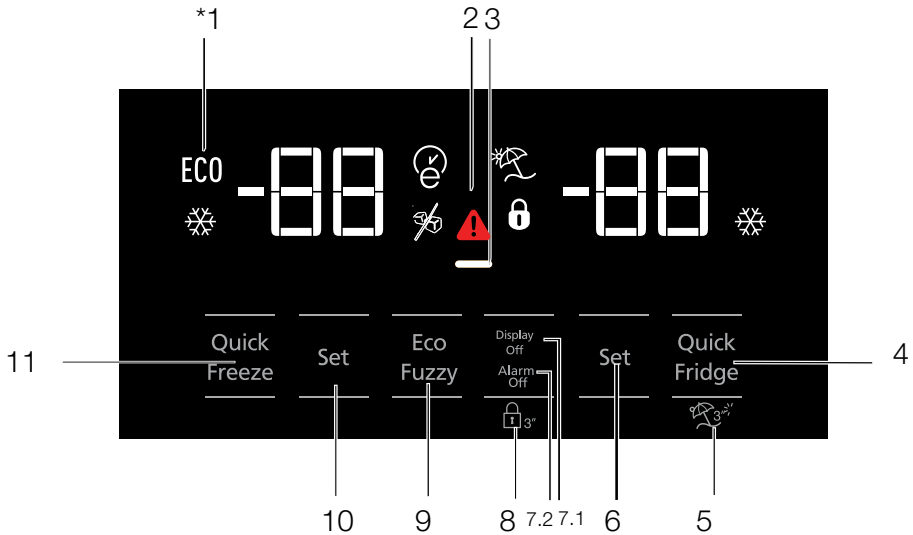 *1
2 3
ECO -88 e -88
Quick Freeze
Set
Eco Fuzzy
Display Off
Alarm Off
Set
Quick Fridge
11
4
3"
3"
10
9
8
7.2
7.1
6
5